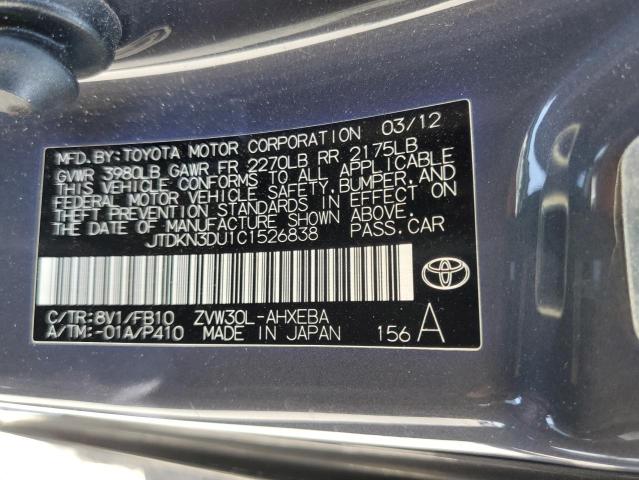 MFD.BY:TOYOTA MOTOR CORPORATION 03/12
GVWR 3980LB GAWR FR 2270LB RR 2175LB
THIS VEHICLE CONFORMS TO ALL APPLICABLE
FEDERAL MOTOR VEHICLE SAFETY,BUMPER,AND
THEFT PREVENTION STANDARDS IN EFFECT ON
THE DATE OF MANUFACTURE SHOWN ABOVE.
JTDKN3DU1C1526838 PASS.CAR
C/TR:8V1/FB10 ZVW30L-AHXEBA
A/TM:-01A/P410 MADE IN JAPAN 156 A